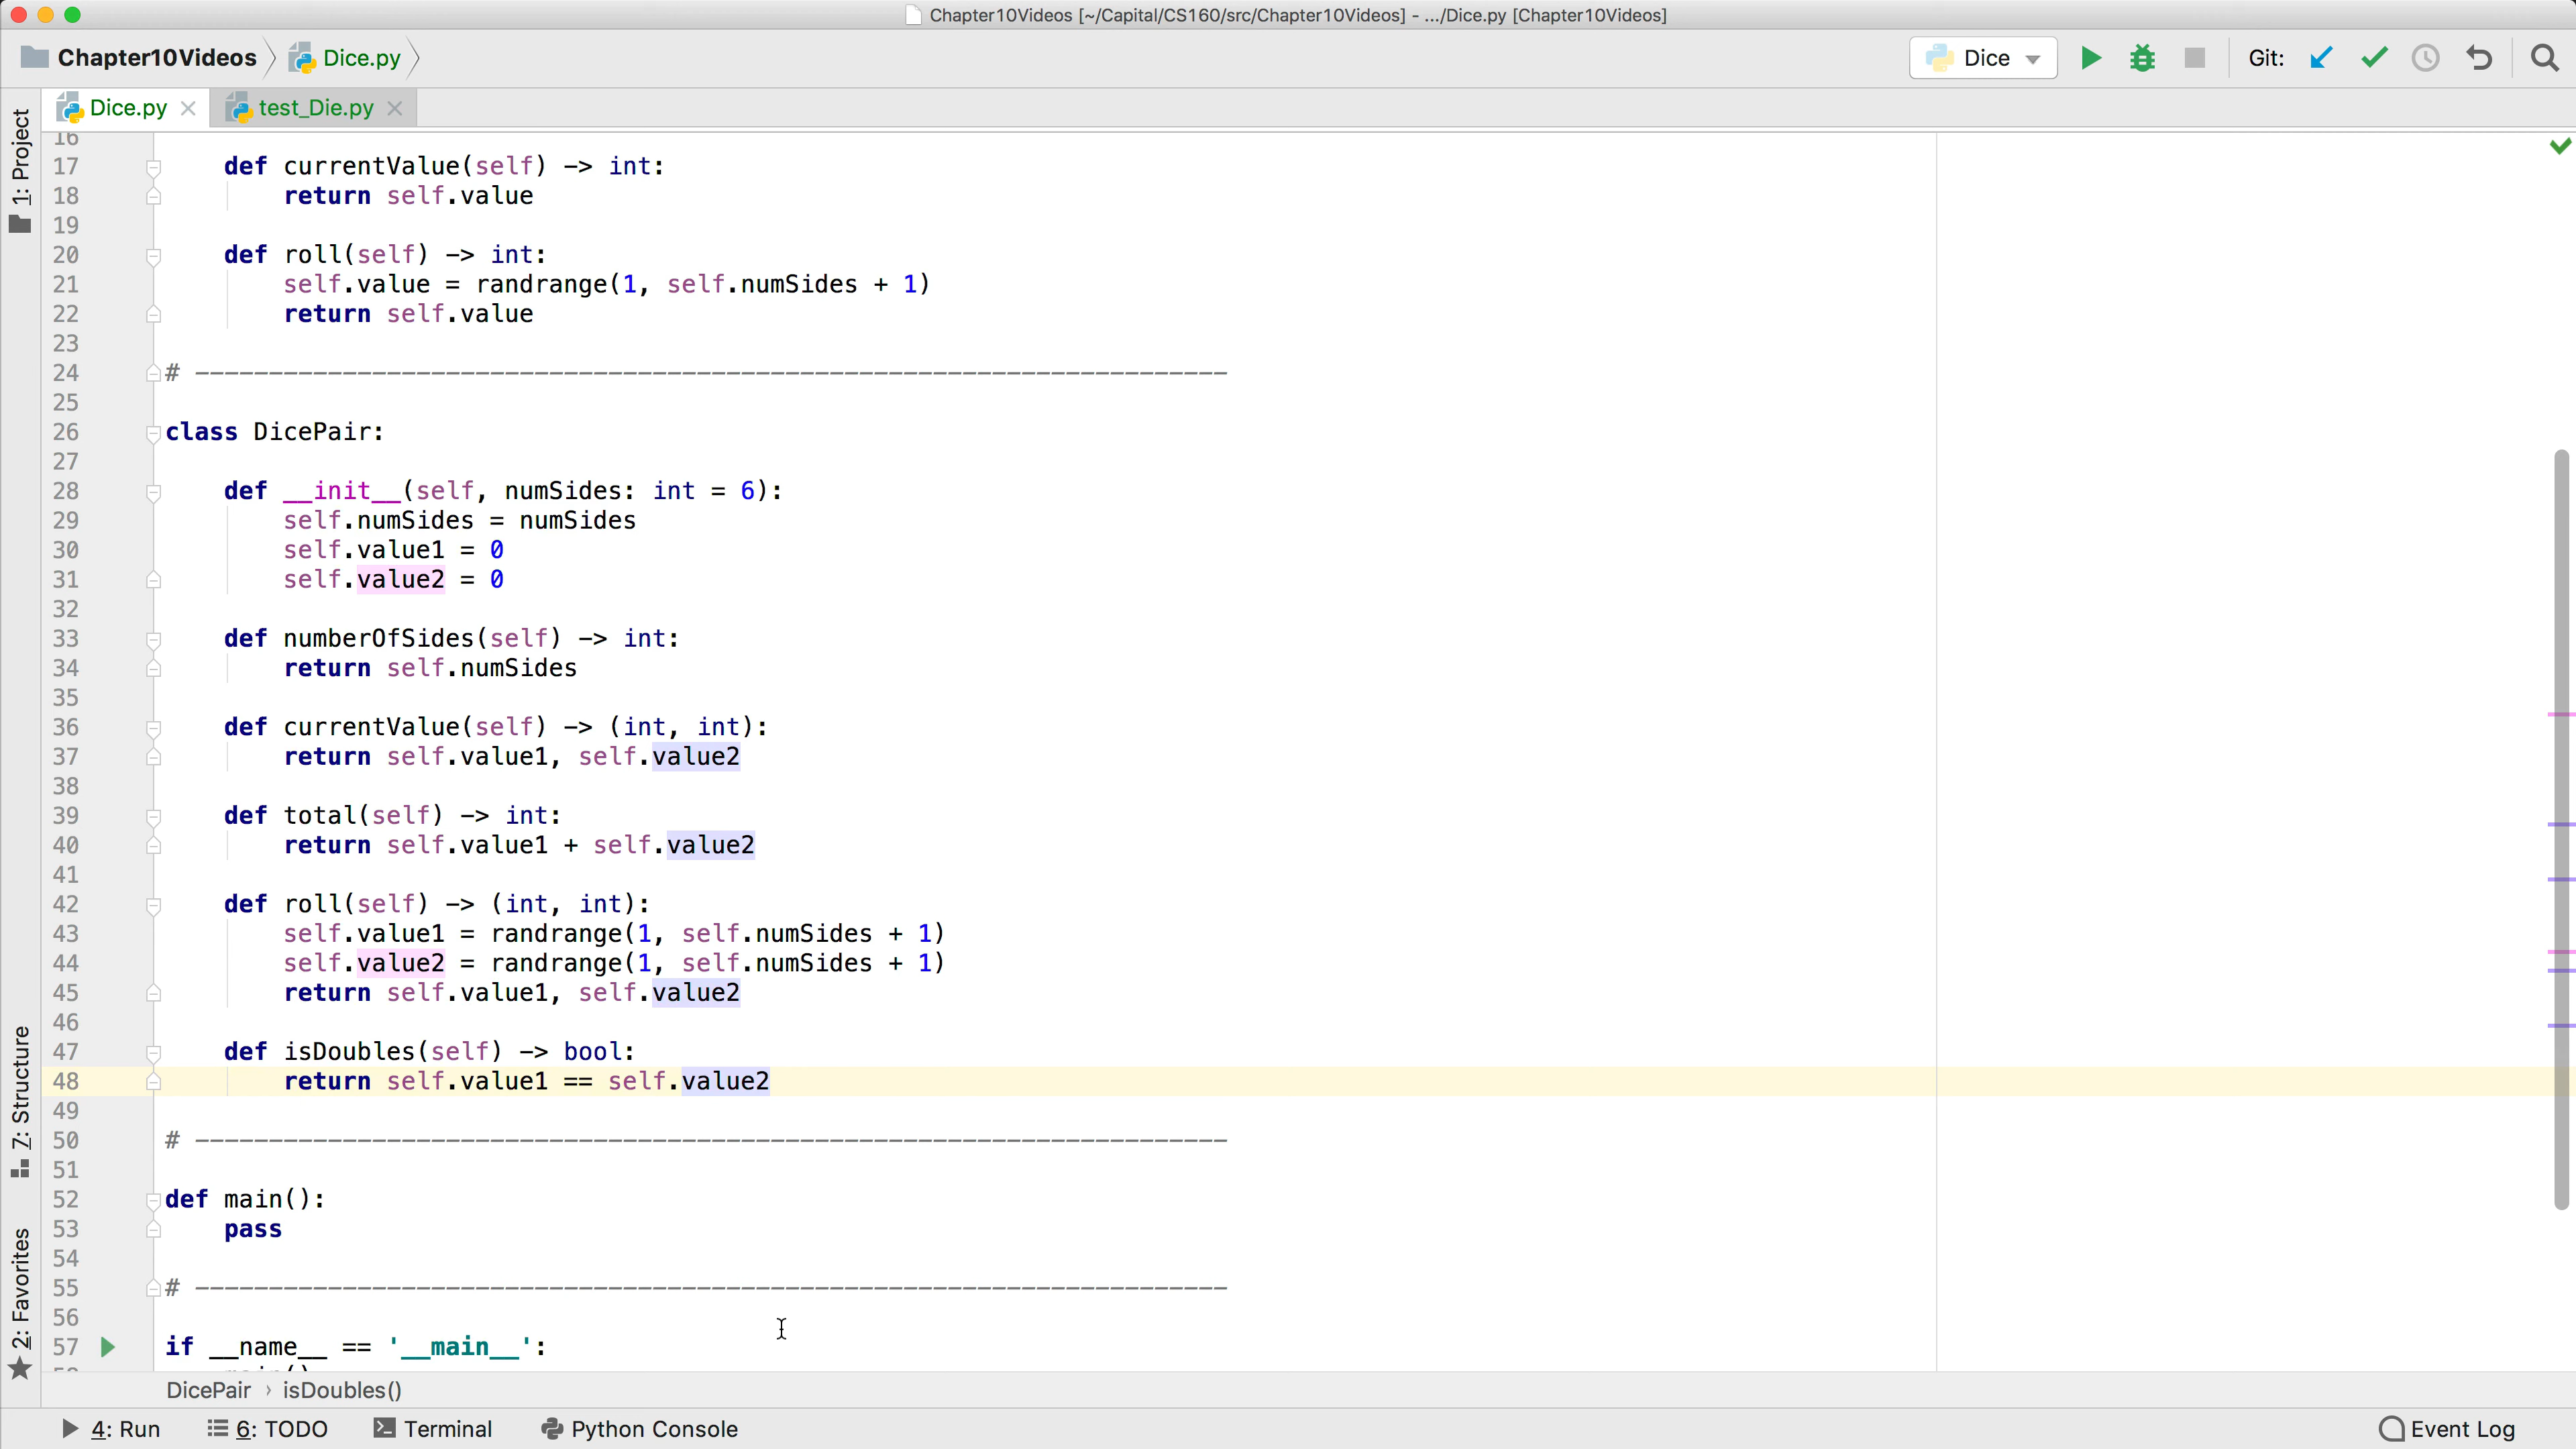 Chapter10Videos [~/Capital/CS160/src/Chapter10Videos] - .../Dice.py [Chapter10Videos]
Chapter10Videos Dice.py Dice Git:
Dice.py test_Die.py
1: Project
7: Structure
2: Favorites
16
17 def currentValue(self) -> int:
18 return self.value
19
20 def roll(self) -> int:
21 self.value = randrange(1, self.numSides + 1)
22 return self.value
23
24 # ----------------------------------------------------------------------
25
26 class DicePair:
27
28 def __init__(self, numSides: int = 6):
29 self.numSides = numSides
30 self.value1 = 0
31 self.value2 = 0
32
33 def numberOfSides(self) -> int:
34 return self.numSides
35
36 def currentValue(self) -> (int, int):
37 return self.value1, self.value2
38
39 def total(self) -> int:
40 return self.value1 + self.value2
41
42 def roll(self) -> (int, int):
43 self.value1 = randrange(1, self.numSides + 1)
44 self.value2 = randrange(1, self.numSides + 1)
45 return self.value1, self.value2
46
47 def isDoubles(self) -> bool:
48 return self.value1 == self.value2
49
50 # ----------------------------------------------------------------------
51
52 def main():
53 pass
54
55 # ----------------------------------------------------------------------
56
57 if __name__ == '__main__':
DicePair › isDoubles()
4: Run 6: TODO Terminal Python Console Event Log